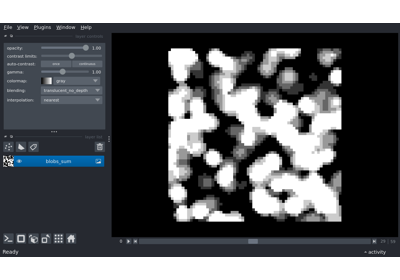 File View Plugins Window Help
opacity: 1.00
contrast limits:
auto-contrast: once continuous
gamma: 1.00
colormap: gray
blending: translucent_no_depth
interpolation: nearest
blobs_sum
Ready
activity